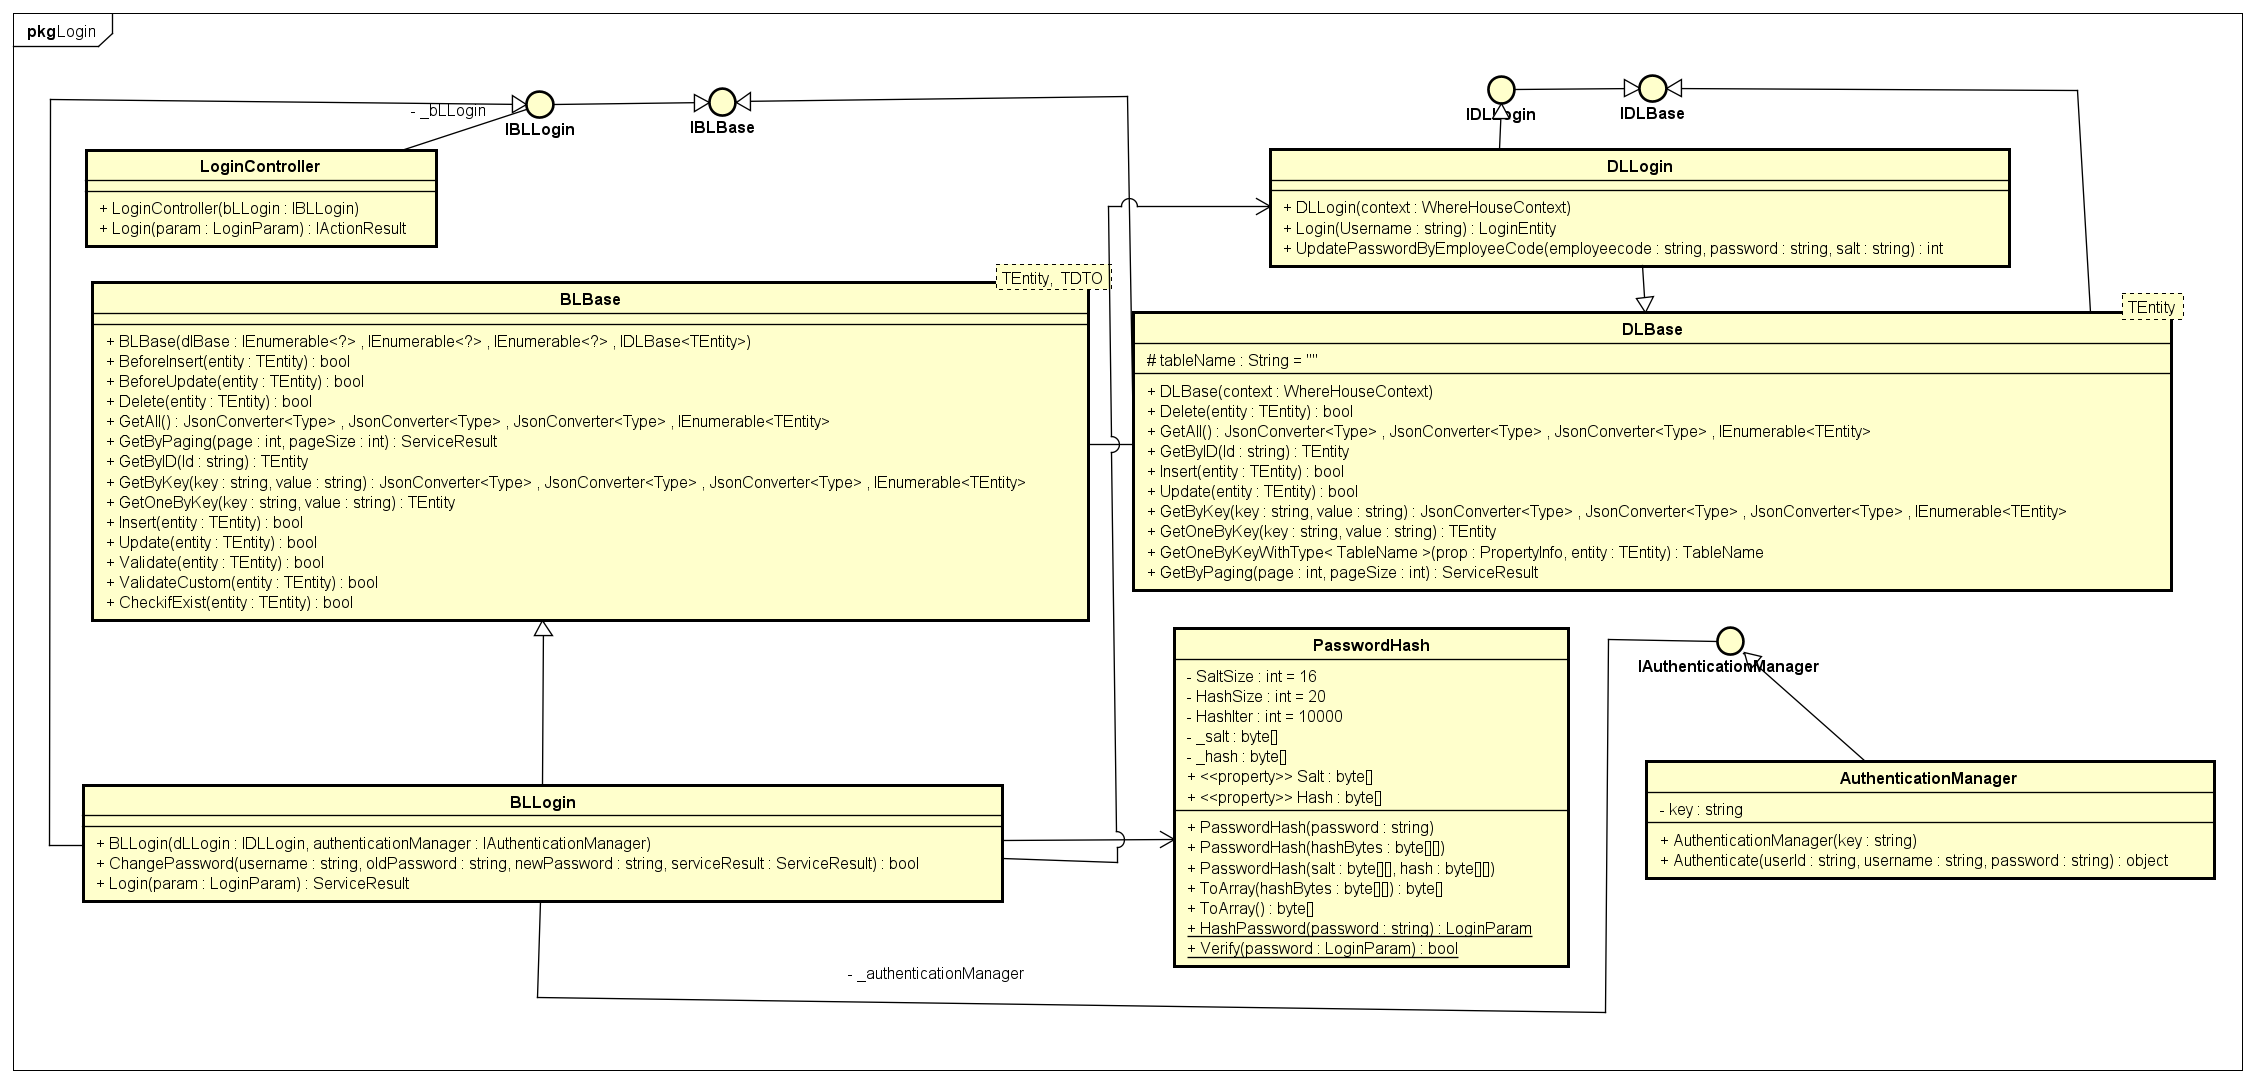 pkg Login
- _bLLogin
IBLLogin
IBLBase
IDLLogin
IDLBase
LoginController
+ LoginController(bLLogin : IBLLogin)
+ Login(param : LoginParam) : IActionResult
DLLogin
+ DLLogin(context : WhereHouseContext)
+ Login(Username : string) : LoginEntity
+ UpdatePasswordByEmployeeCode(employeecode : string, password : string, salt : string) : int
TEntity, TDTO
BLBase
+ BLBase(dlBase : IEnumerable<?> , IEnumerable<?> , IEnumerable<?> , IDLBase<TEntity>)
+ BeforeInsert(entity : TEntity) : bool
+ BeforeUpdate(entity : TEntity) : bool
+ Delete(entity : TEntity) : bool
+ GetAll() : JsonConverter<Type> , JsonConverter<Type> , JsonConverter<Type> , IEnumerable<TEntity>
+ GetByPaging(page : int, pageSize : int) : ServiceResult
+ GetByID(Id : string) : TEntity
+ GetByKey(key : string, value : string) : JsonConverter<Type> , JsonConverter<Type> , JsonConverter<Type> , IEnumerable<TEntity>
+ GetOneByKey(key : string, value : string) : TEntity
+ Insert(entity : TEntity) : bool
+ Update(entity : TEntity) : bool
+ Validate(entity : TEntity) : bool
+ ValidateCustom(entity : TEntity) : bool
+ CheckifExist(entity : TEntity) : bool
TEntity
DLBase
# tableName : String = ""
+ DLBase(context : WhereHouseContext)
+ Delete(entity : TEntity) : bool
+ GetAll() : JsonConverter<Type> , JsonConverter<Type> , JsonConverter<Type> , IEnumerable<TEntity>
+ GetByID(Id : string) : TEntity
+ Insert(entity : TEntity) : bool
+ Update(entity : TEntity) : bool
+ GetByKey(key : string, value : string) : JsonConverter<Type> , JsonConverter<Type> , JsonConverter<Type> , IEnumerable<TEntity>
+ GetOneByKey(key : string, value : string) : TEntity
+ GetOneByKeyWithType< TableName >(prop : PropertyInfo, entity : TEntity) : TableName
+ GetByPaging(page : int, pageSize : int) : ServiceResult
PasswordHash
- SaltSize : int = 16
- HashSize : int = 20
- HashIter : int = 10000
- _salt : byte[]
- _hash : byte[]
+ <<property>> Salt : byte[]
+ <<property>> Hash : byte[]
+ PasswordHash(password : string)
+ PasswordHash(hashBytes : byte[][])
+ PasswordHash(salt : byte[][], hash : byte[][])
+ ToArray(hashBytes : byte[][]) : byte[]
+ ToArray() : byte[]
+ HashPassword(password : string) : LoginParam
+ Verify(password : LoginParam) : bool
IAuthenticationManager
AuthenticationManager
- key : string
+ AuthenticationManager(key : string)
+ Authenticate(userId : string, username : string, password : string) : object
BLLogin
+ BLLogin(dLLogin : IDLLogin, authenticationManager : IAuthenticationManager)
+ ChangePassword(username : string, oldPassword : string, newPassword : string, serviceResult : ServiceResult) : bool
+ Login(param : LoginParam) : ServiceResult
- _authenticationManager